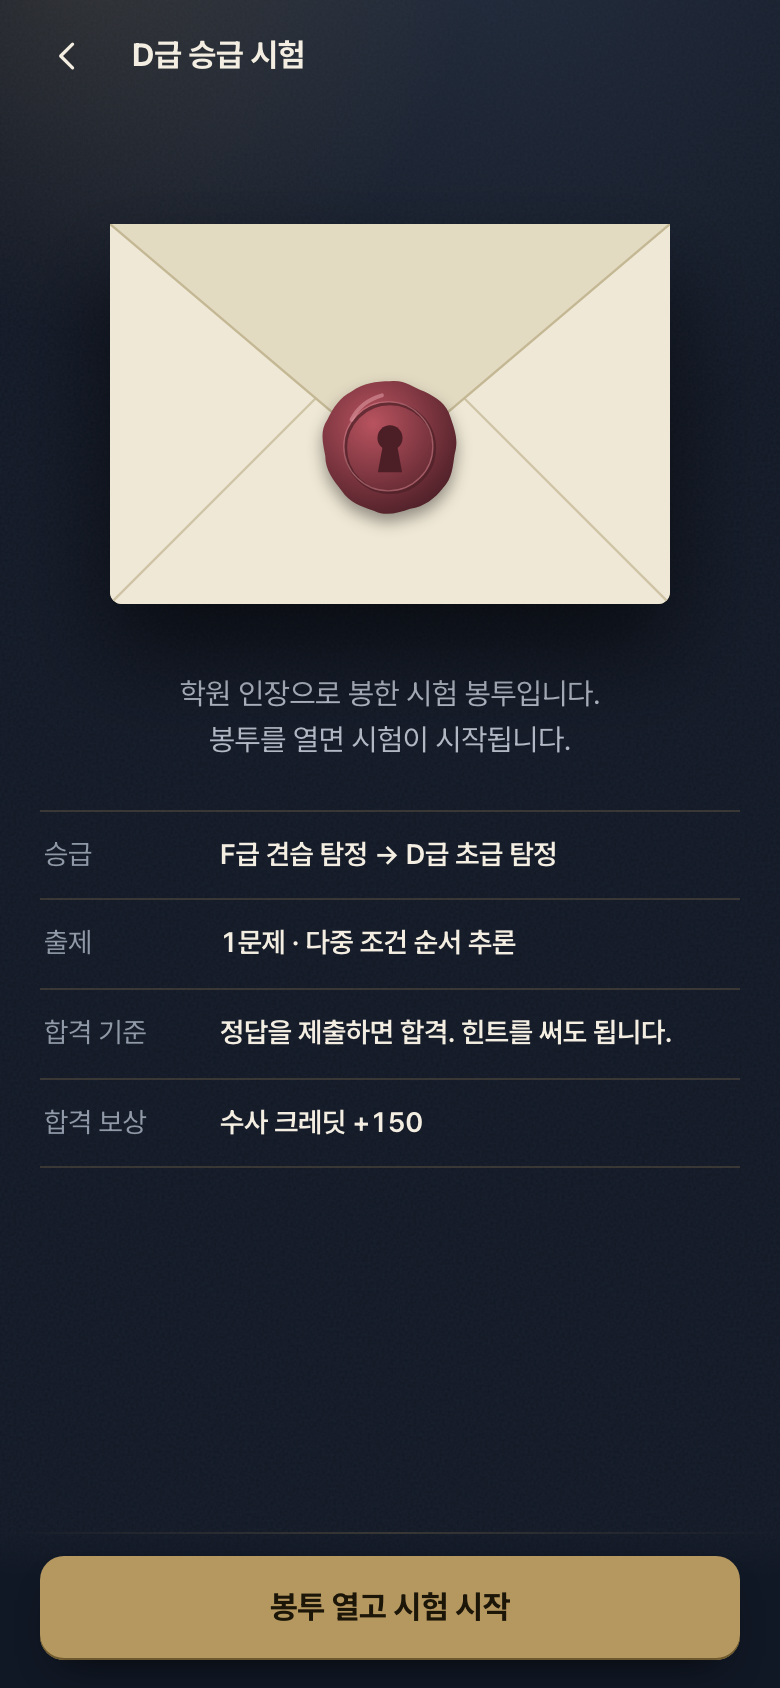 D급 승급 시험
학원 인장으로 봉한 시험 봉투입니다.
봉투를 열면 시험이 시작됩니다.
승급 F급 견습 탐정 → D급 초급 탐정
출제 1문제 · 다중 조건 순서 추론
합격 기준 정답을 제출하면 합격. 힌트를 써도 됩니다.
합격 보상 수사 크레딧 +150
봉투 열고 시험 시작